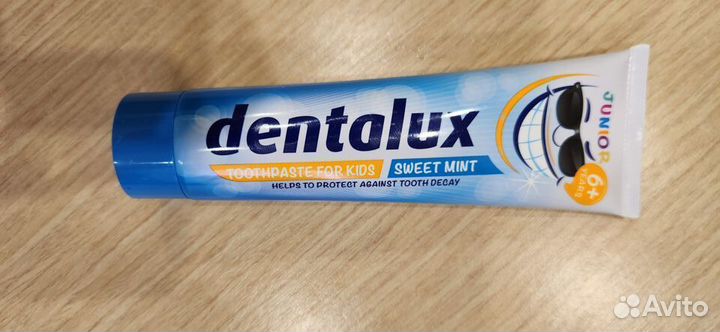 dentalux
TOOTHPASTE FOR KIDS SWEET MINT
HELPS TO PROTECT AGAINST TOOTH DECAY
JUNIOR
6+
YEARS
Avito